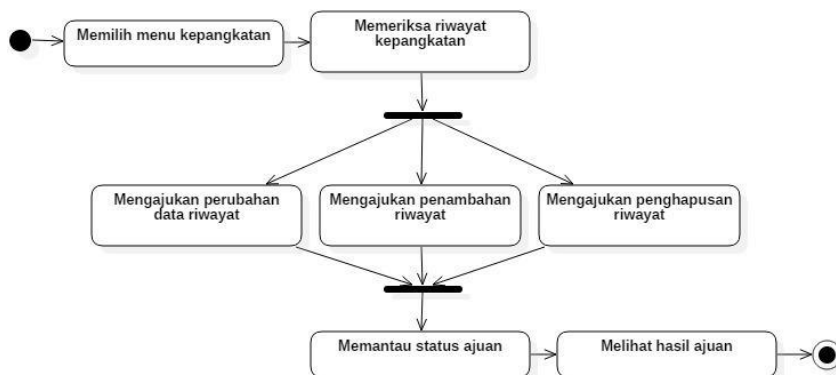 Memilih menu kepangkatan
Memeriksa riwayat
kepangkatan
Mengajukan perubahan
data riwayat
Mengajukan penambahan
riwayat
Mengajukan penghapusan
riwayat
Memantau status ajuan
Melihat hasil ajuan